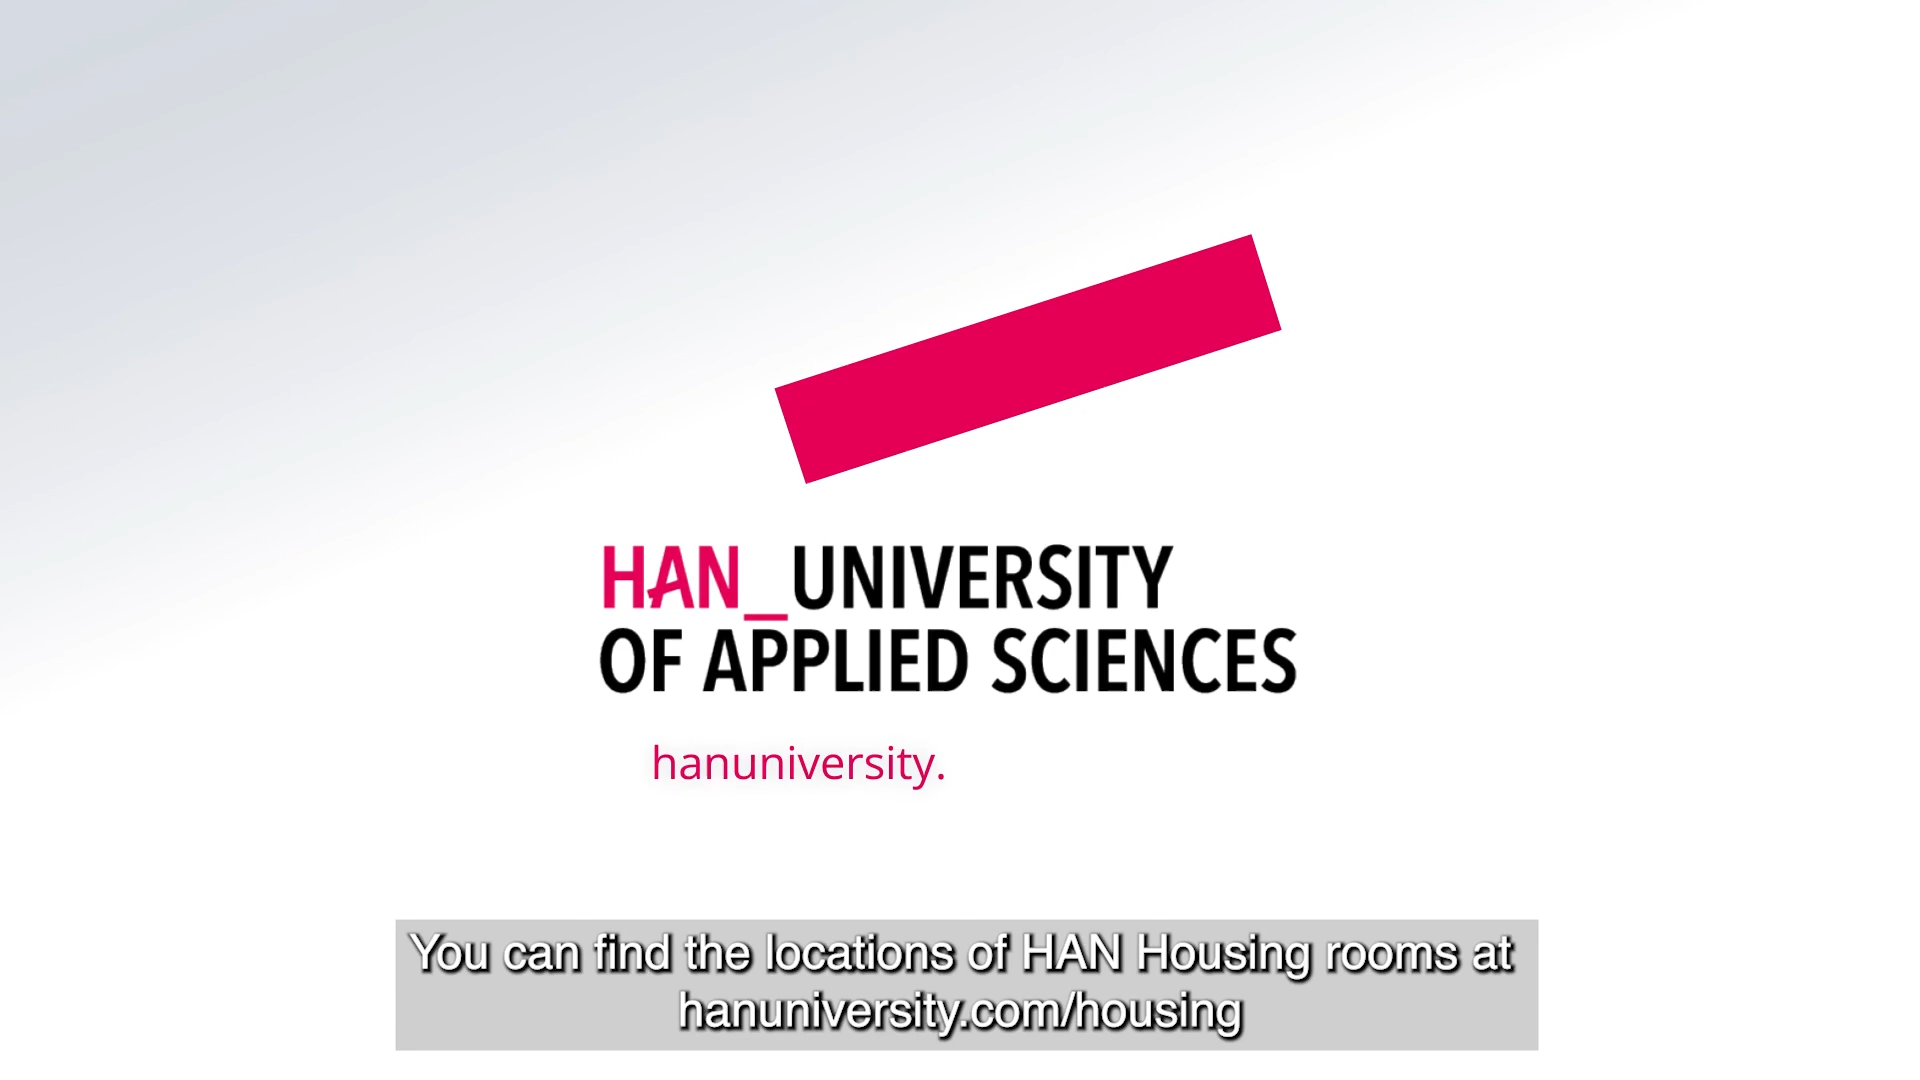 HAN_UNIVERSITY
OF APPLIED SCIENCES
hanuniversity.
You can find the locations of HAN Housing rooms at
hanuniversity.com/housing